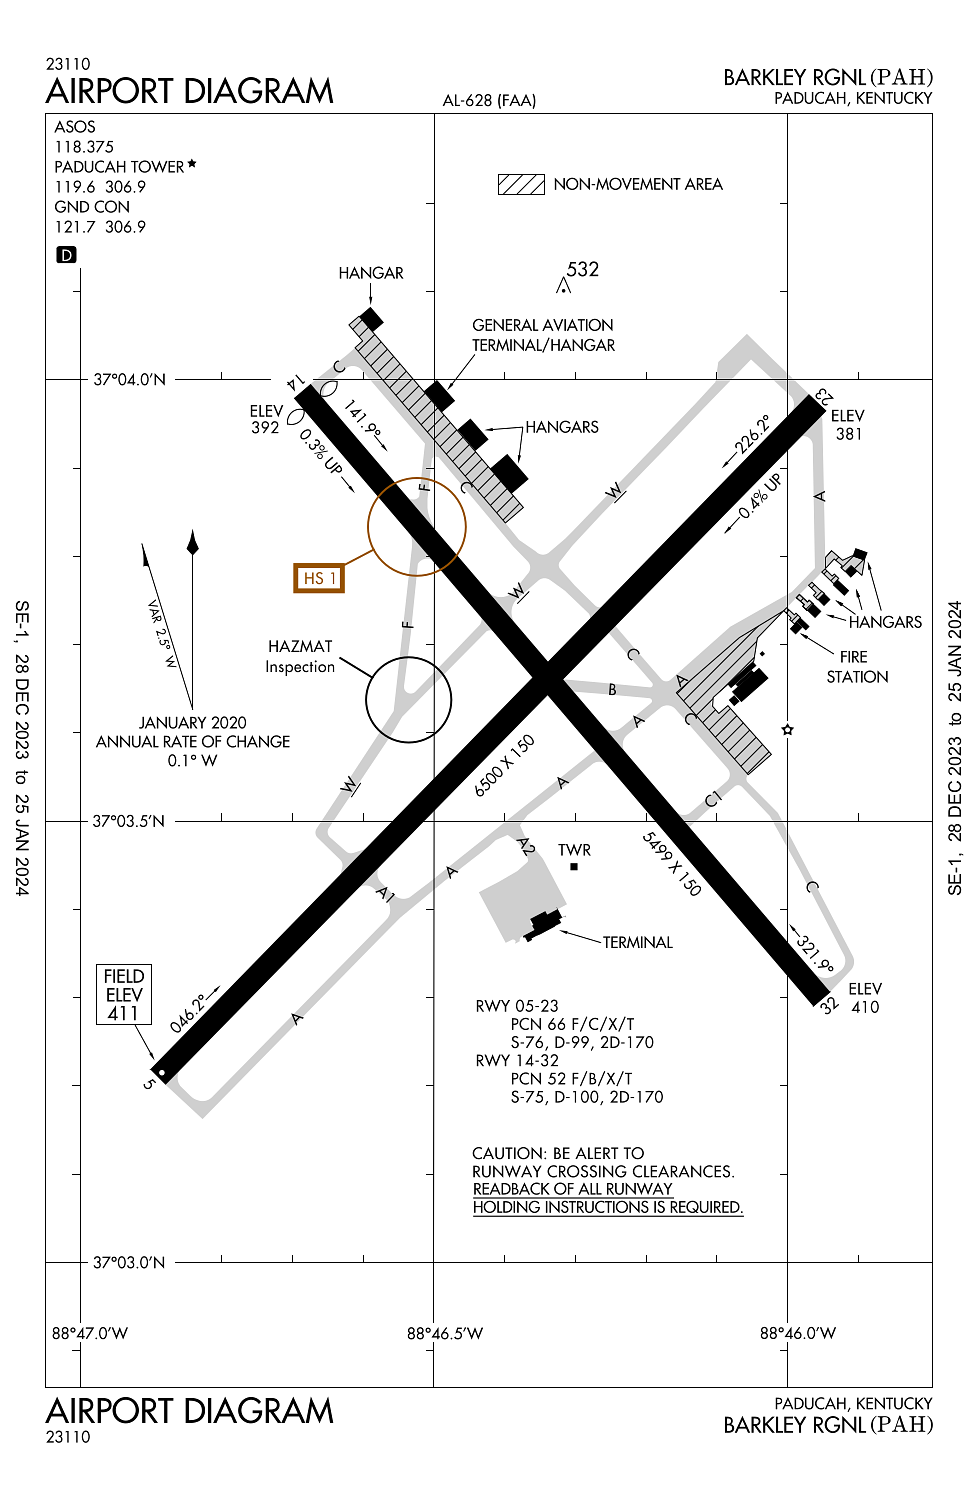 23110
AIRPORT DIAGRAM
AL-628 (FAA)
BARKLEY RGNL (PAH)
PADUCAH, KENTUCKY
ASOS
118.375
PADUCAH TOWER ★
119.6 306.9
GND CON
121.7 306.9
D
NON-MOVEMENT AREA
532
HANGAR
GENERAL AVIATION
TERMINAL/HANGAR
37°04.0'N
C
14
ELEV
392
141.9°
0.3% UP
HANGARS
23
ELEV
381
226.2°
0.4% UP
F
C
W
A
HS 1
W
F
HAZMAT
Inspection
VAR 2.5° W
JANUARY 2020
ANNUAL RATE OF CHANGE
0.1° W
HANGARS
FIRE
STATION
C
B
A
A
C
W
6500 X 150
A
C1
37°03.5'N
A2
TWR
5499 X 150
A
A1
C
TERMINAL
321.9°
32
ELEV
410
FIELD
ELEV
411
046.2°
A
5
RWY 05-23
PCN 66 F/C/X/T
S-76, D-99, 2D-170
RWY 14-32
PCN 52 F/B/X/T
S-75, D-100, 2D-170
CAUTION: BE ALERT TO
RUNWAY CROSSING CLEARANCES.
READBACK OF ALL RUNWAY
HOLDING INSTRUCTIONS IS REQUIRED.
37°03.0'N
88°47.0'W
88°46.5'W
88°46.0'W
SE-1, 28 DEC 2023 to 25 JAN 2024
SE-1, 28 DEC 2023 to 25 JAN 2024
AIRPORT DIAGRAM
23110
PADUCAH, KENTUCKY
BARKLEY RGNL (PAH)